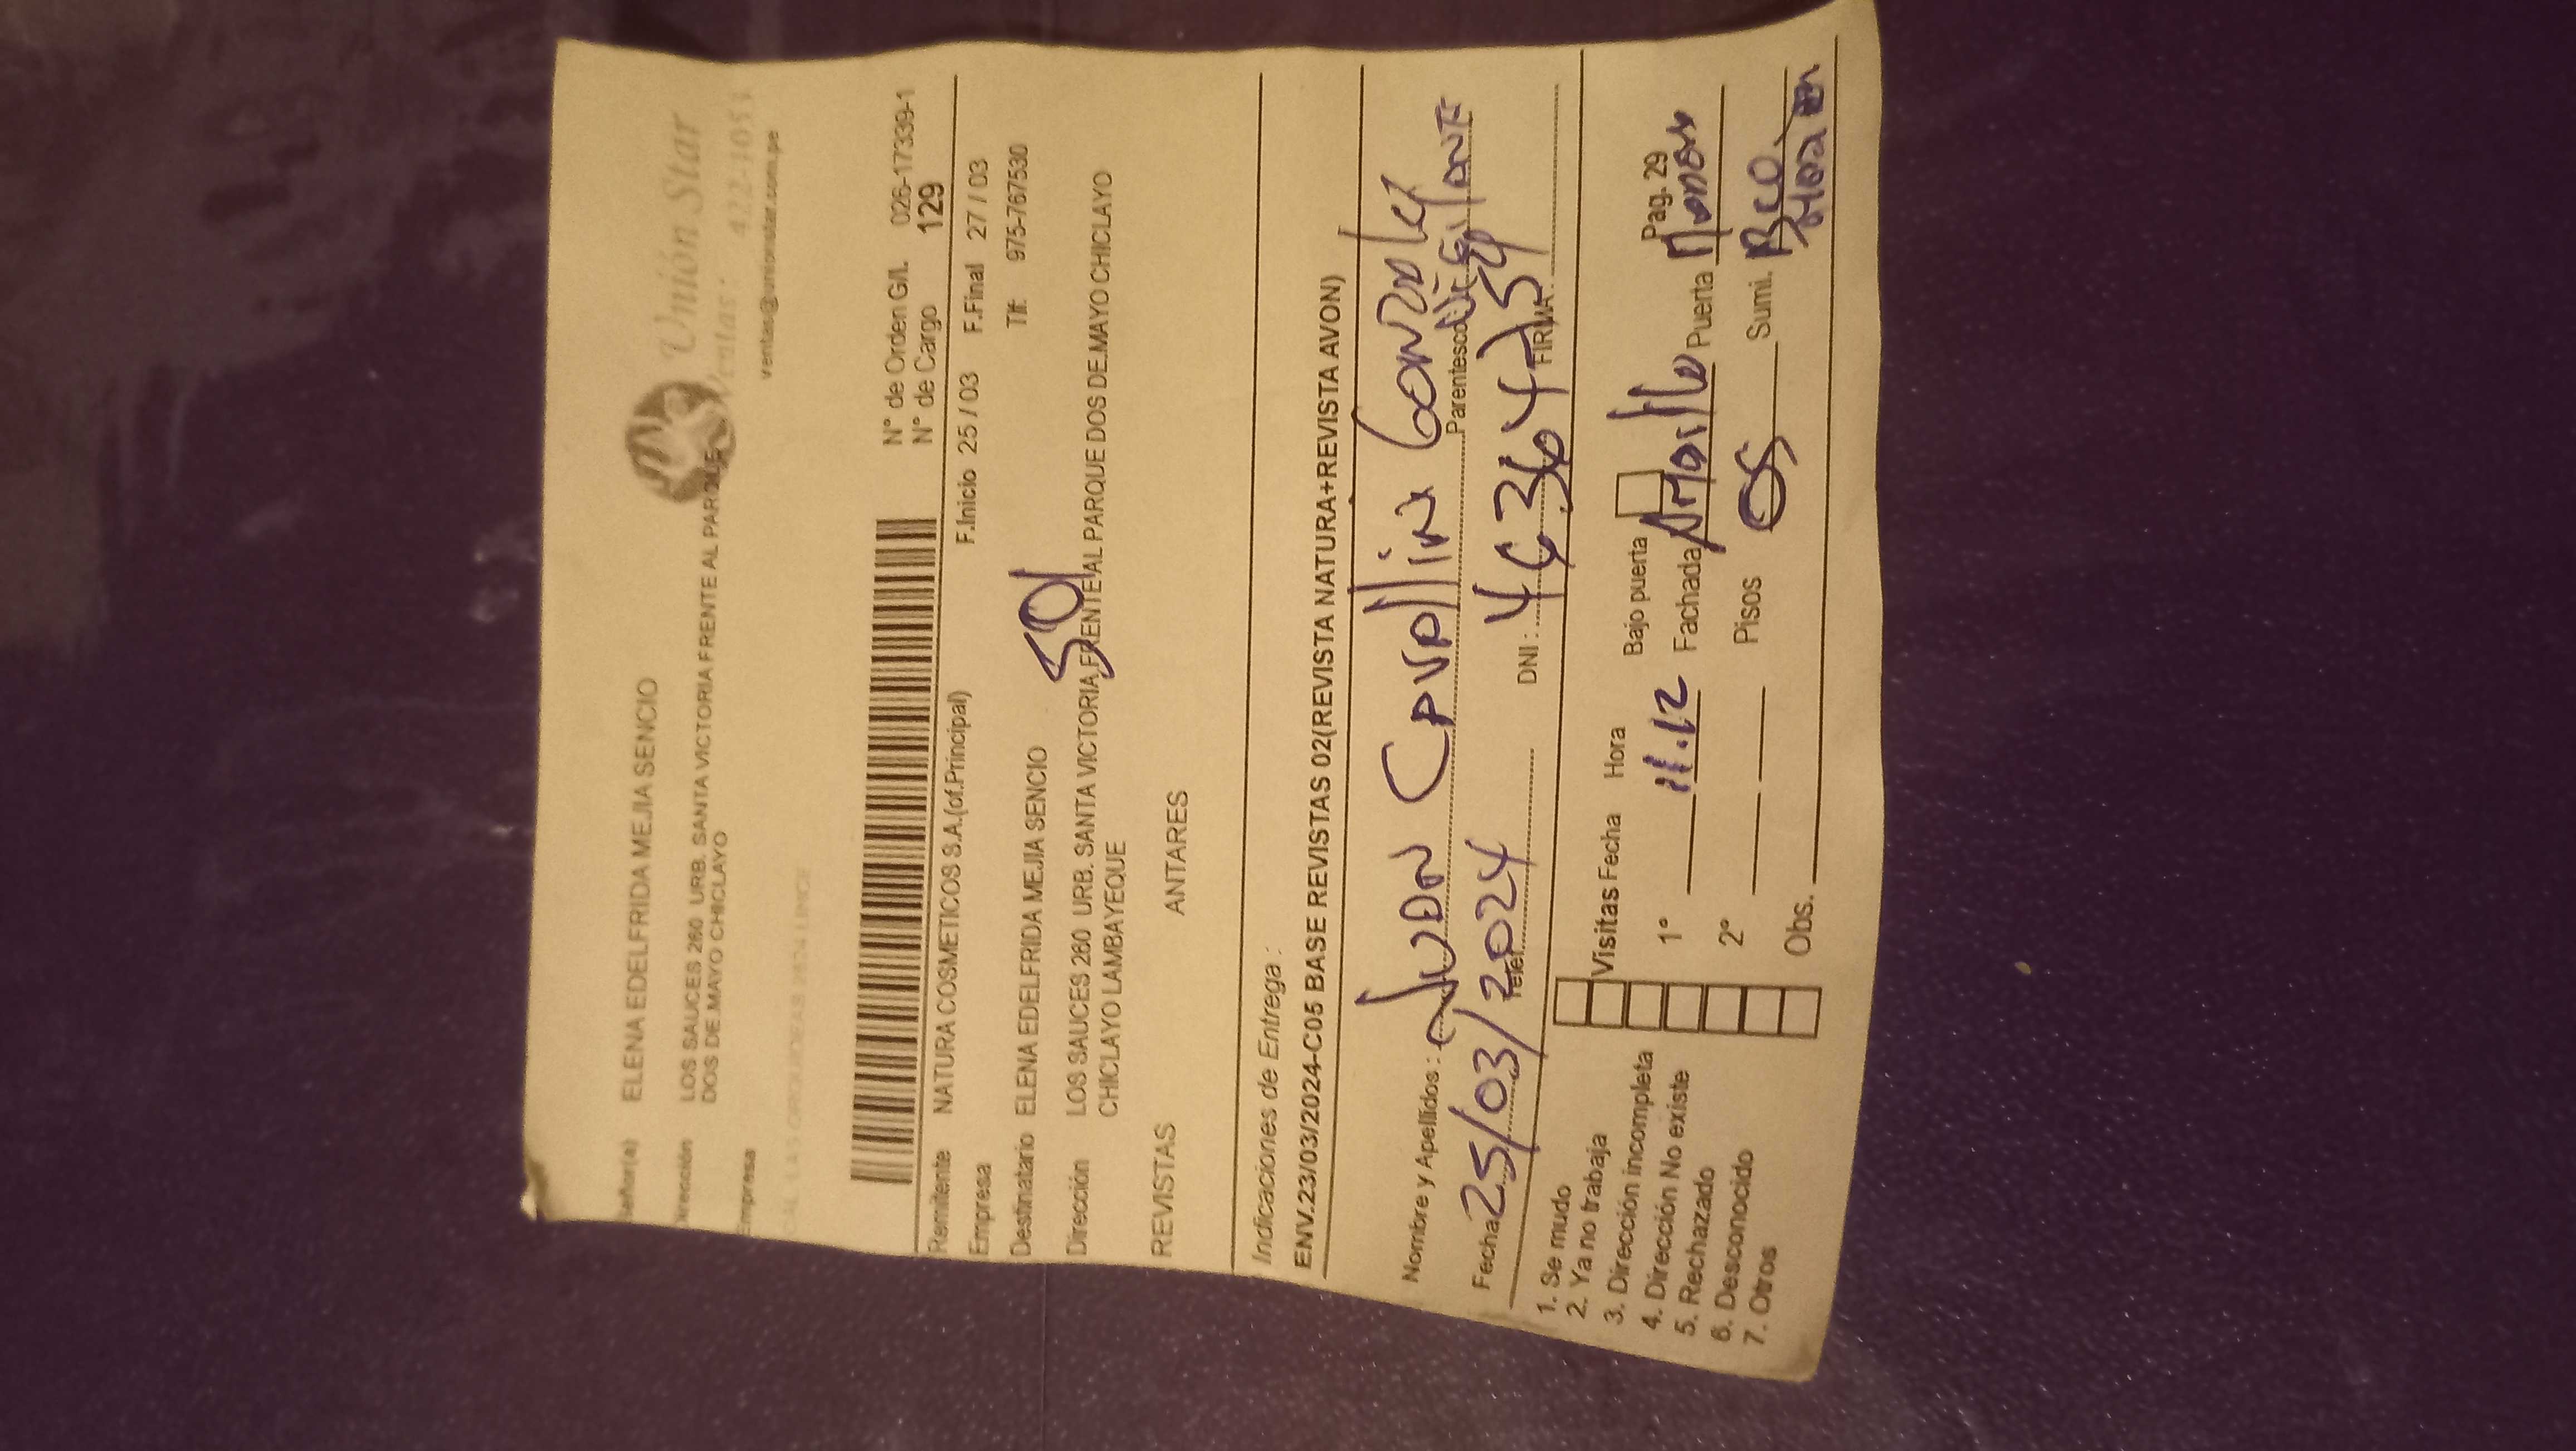 Señor(a) ELENA EDELFRIDA MEJIA SENCIO
Dirección LOS SAUCES 260 URB. SANTA VICTORIA FRENTE AL PARQUE
DOS DE MAYO CHICLAYO
Empresa
Unión Star
Ventas: 422-1051
ventas@unionstar.com.pe
N° de Orden G/L 026-17339-1
N° de Cargo 129
Remitente NATURA COSMETICOS S.A.(of.Principal)
F.Inicio 25 / 03 F.Final 27 / 03
Empresa
Destinatario ELENA EDELFRIDA MEJIA SENCIO Tlf: 975-767530
501
Dirección LOS SAUCES 260 URB. SANTA VICTORIA FRENTE AL PARQUE DOS DE MAYO CHICLAYO
CHICLAYO LAMBAYEQUE
REVISTAS ANTARES
Indicaciones de Entrega :
ENV.23/03/2024-C05 BASE REVISTAS 02(REVISTA NATURA+REVISTA AVON)
Nombre y Apellidos : Juan Gonzalez
Parentesco
Fecha 25/03/2024 Telef. DNI : FIRMA:
1. Se mudo
2. Ya no trabaja
3. Dirección incompleta
4. Dirección No existe
5. Rechazado
6. Desconocido
7. Otros
Visitas Fecha Hora Bajo puerta Pag. 29
1° 11.12 Fachada Amarillo Puerta
2° Pisos Sumi.
Obs.